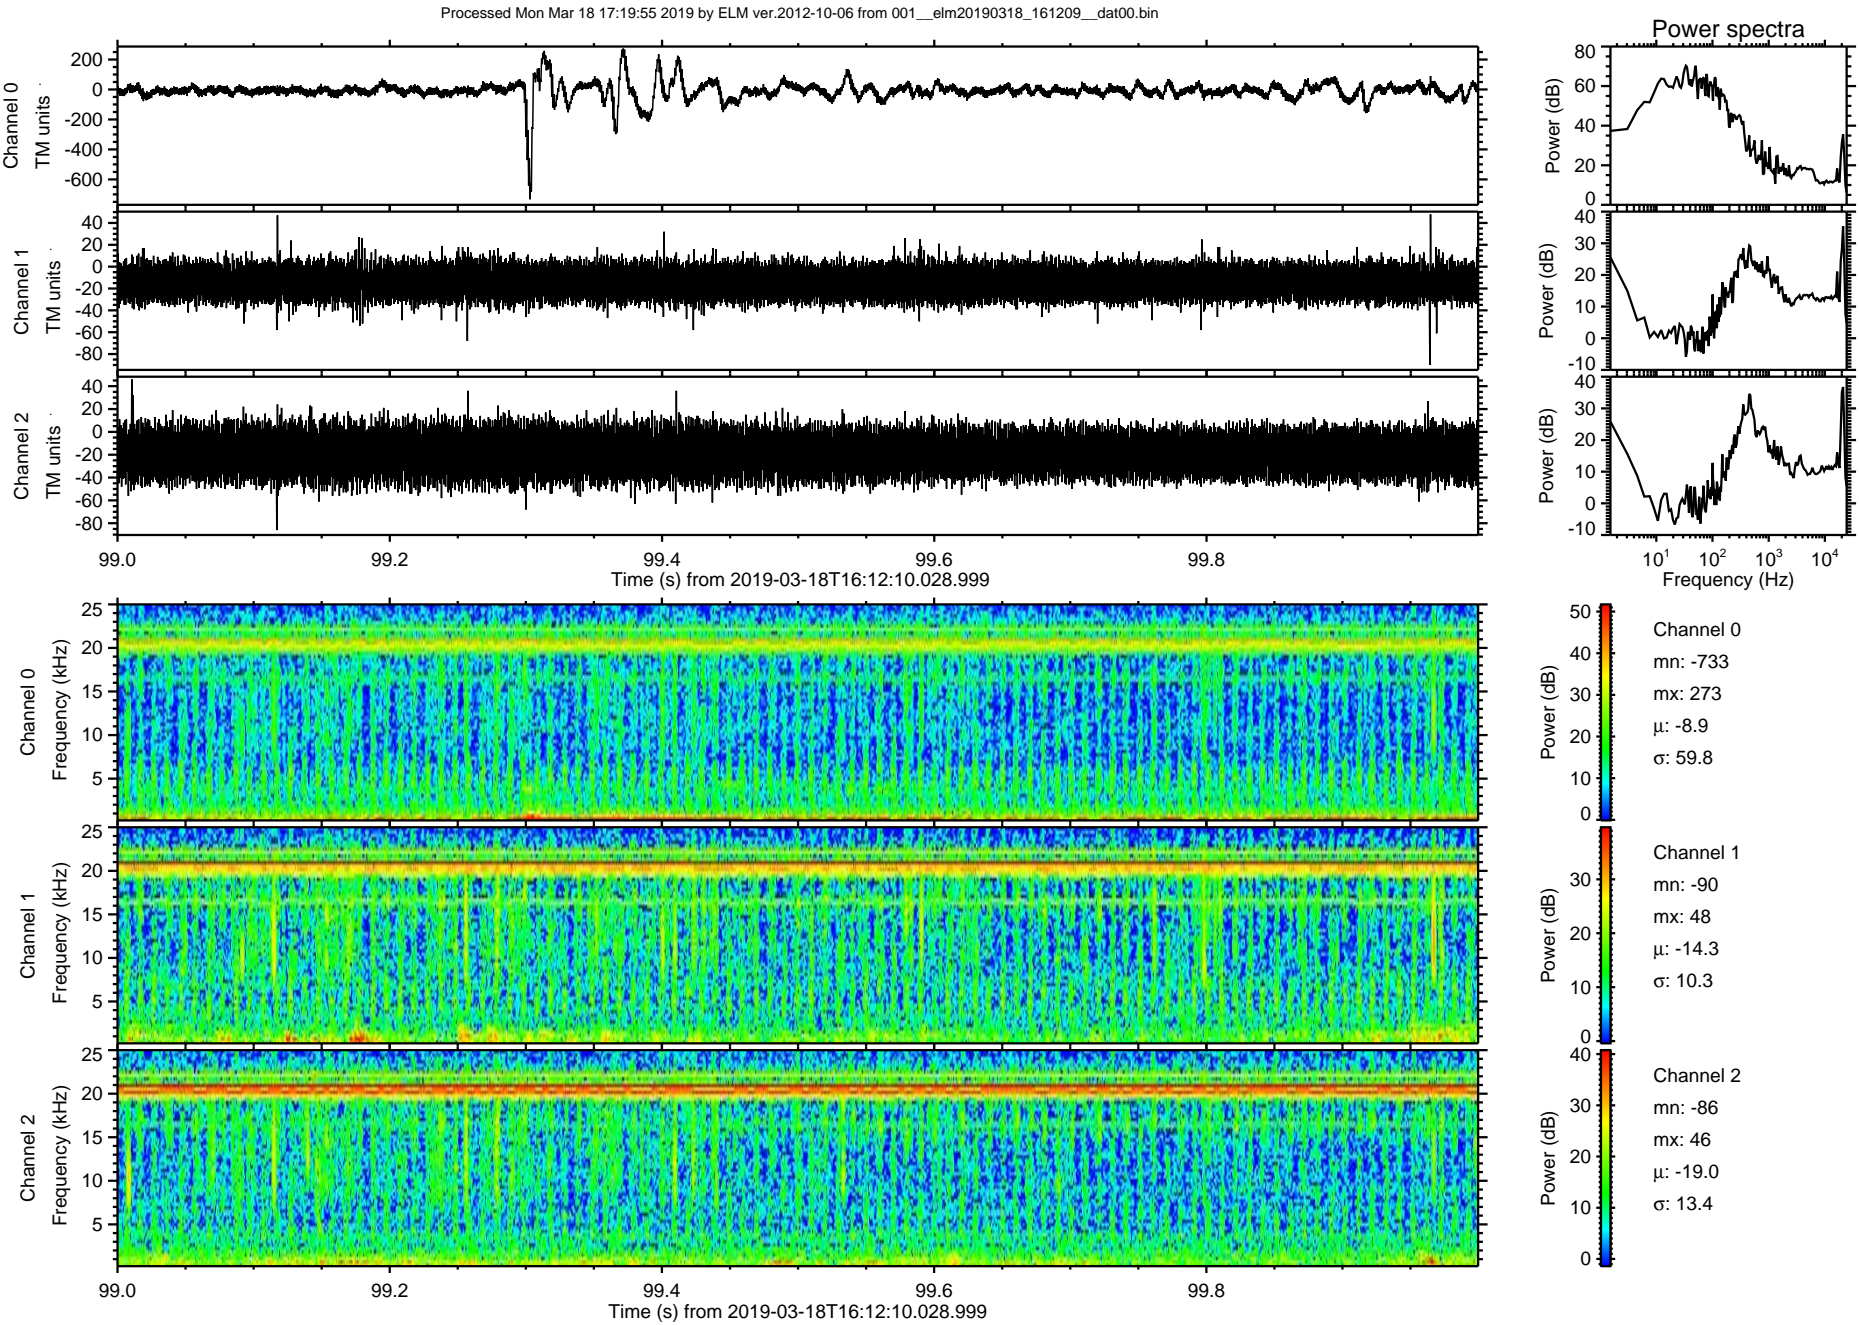 Processed Mon Mar 18 17:19:55 2019 by ELM ver.2012-10-06 from 001__elm20190318_161209__dat00.bin
Power spectra
Channel 0
TM units
200
0
-200
-400
-600
Power (dB)
80
60
40
20
0
Channel 1
TM units
40
20
0
-20
-40
-60
-80
Power (dB)
40
30
20
10
0
-10
Channel 2
TM units
40
20
0
-20
-40
-60
-80
Power (dB)
40
30
20
10
0
-10
99.0 99.2 99.4 99.6 99.8
Time (s) from 2019-03-18T16:12:10.028.999
10¹ 10² 10³ 10⁴
Frequency (Hz)
Channel 0
Frequency (kHz)
25
20
15
10
5
Power (dB)
50
40
30
20
10
0
Channel 0
mn: -733
mx: 273
μ: -8.9
σ: 59.8
Channel 1
Frequency (kHz)
25
20
15
10
5
Power (dB)
30
20
10
0
Channel 1
mn: -90
mx: 48
μ: -14.3
σ: 10.3
Channel 2
Frequency (kHz)
25
20
15
10
5
Power (dB)
40
30
20
10
0
Channel 2
mn: -86
mx: 46
μ: -19.0
σ: 13.4
99.0 99.2 99.4 99.6 99.8
Time (s) from 2019-03-18T16:12:10.028.999